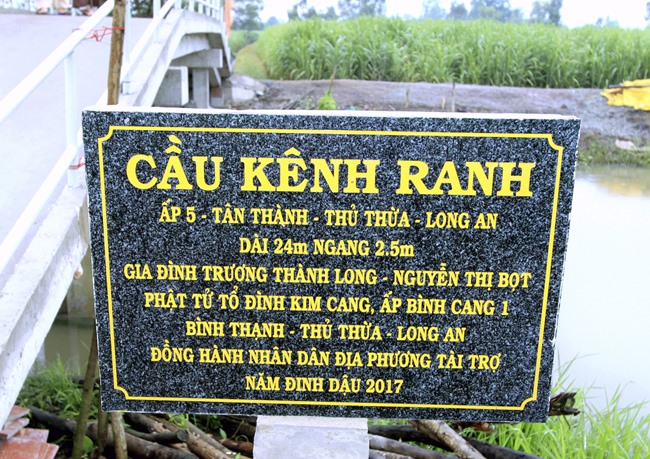 CẦU KÊNH RANH
ẤP 5 - TÂN THÀNH - THỦ THỪA - LONG AN
DÀI 24m NGANG 2.5m
GIA ĐÌNH TRƯƠNG THÀNH LONG - NGUYỄN THỊ BỌT
PHẬT TỬ TỔ ĐÌNH KIM CANG, ẤP BÌNH CANG 1
BÌNH THẠNH - THỦ THỪA - LONG AN
ĐỒNG HÀNH NHÂN DÂN ĐỊA PHƯƠNG TÀI TRỢ
NĂM ĐINH DẬU 2017